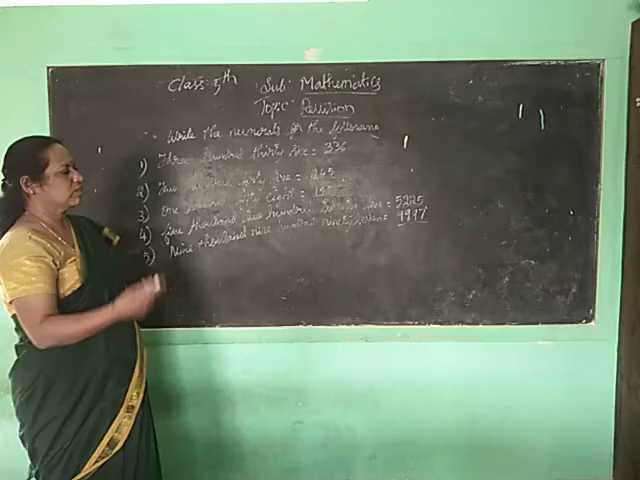 Class: 5th Sub: Mathematics
Topic: Revision
Write the numerals for the following
1) Three hundred thirty six = 336
2) hundred forty five = 245
3) One hundred fifty eight =
4) five thousand two hundred twenty five = 5225
5) Nine thousand nine hundred ninety seven = 9997